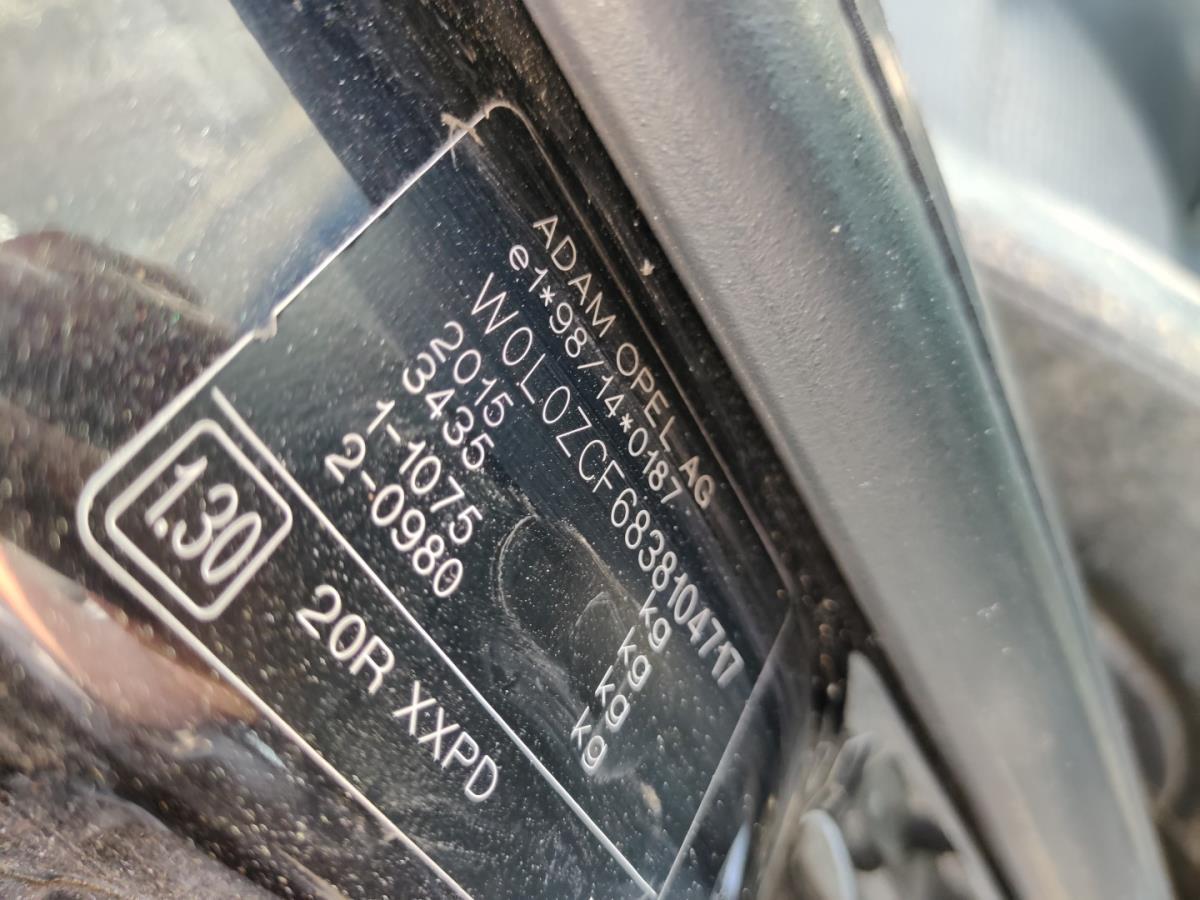 ADAM OPEL AG
e1*98/14*0187
W0L0ZCF6838104717
2015 kg
3435 kg
1-1075 kg
2-0980 kg
1.30
20R XXPD